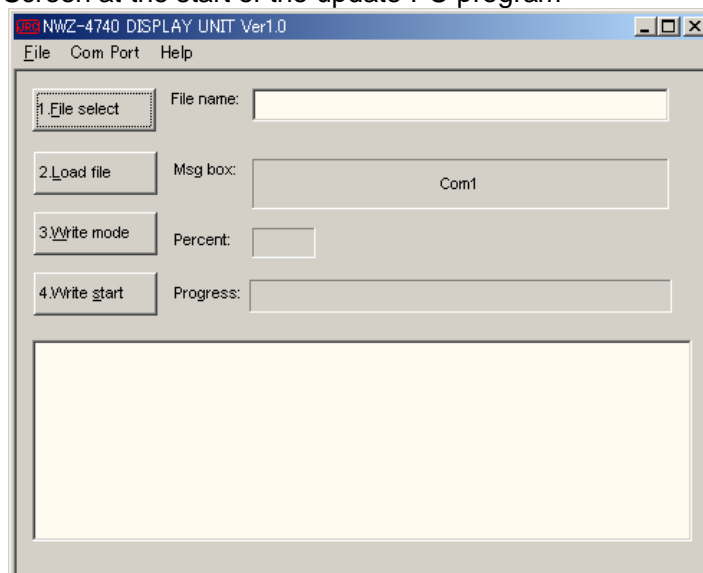 Screen at the start of the update PC program
JRC NWZ-4740 DISPLAY UNIT Ver1.0
File Com Port Help
1.File select File name:
2.Load file Msg box: Com1
3.Write mode Percent:
4.Write start Progress: